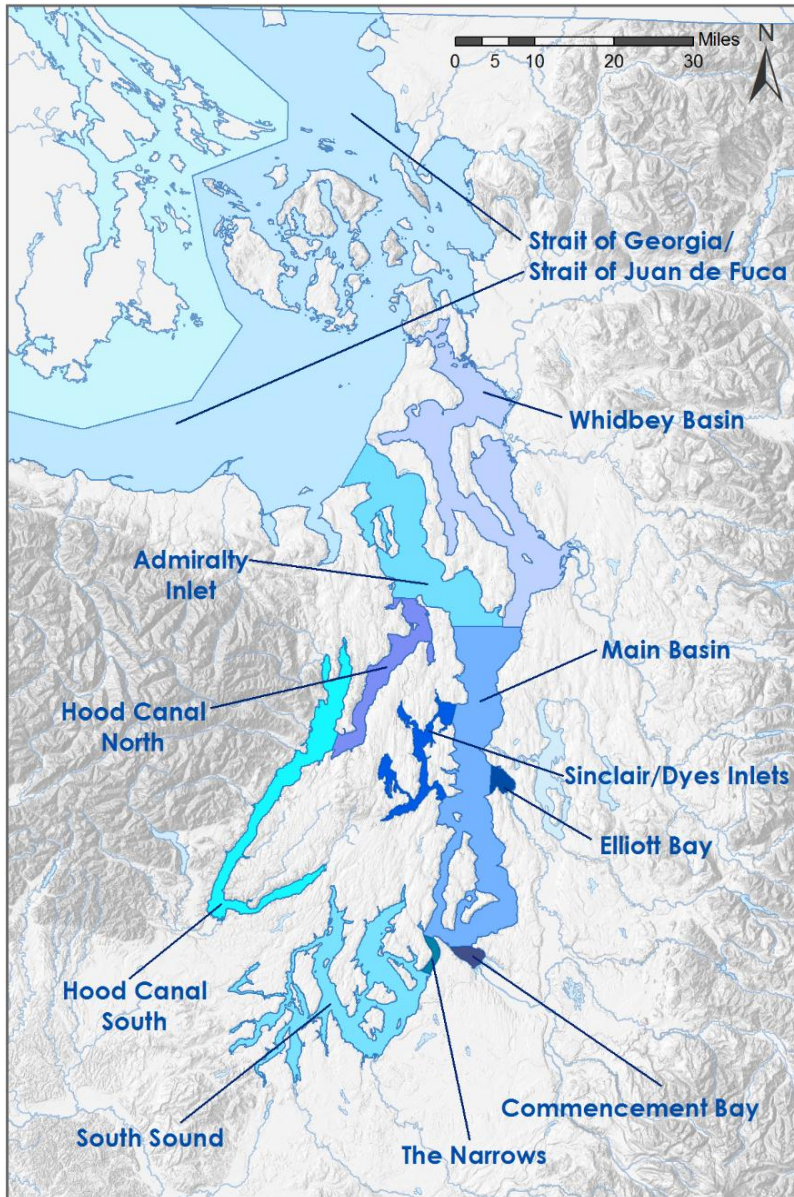 N
Miles
0 5 10 20 30
Strait of Georgia/
Strait of Juan de Fuca
Whidbey Basin
Admiralty
Inlet
Main Basin
Hood Canal
North
Sinclair/Dyes Inlets
Elliott Bay
Hood Canal
South
Commencement Bay
South Sound
The Narrows